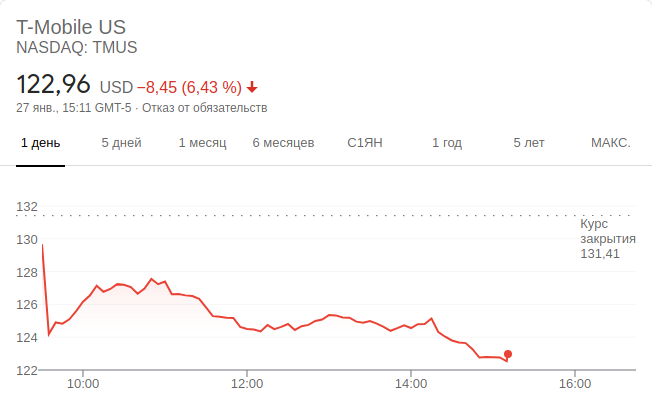 T-Mobile US
NASDAQ: TMUS
122,96 USD −8,45 (6,43 %)
27 янв., 15:11 GMT-5 · Отказ от обязательств
1 день 5 дней 1 месяц 6 месяцев С1ЯН 1 год 5 лет МАКС.
132
Курс
закрытия
131,41
130
128
126
124
122
10:00 12:00 14:00 16:00